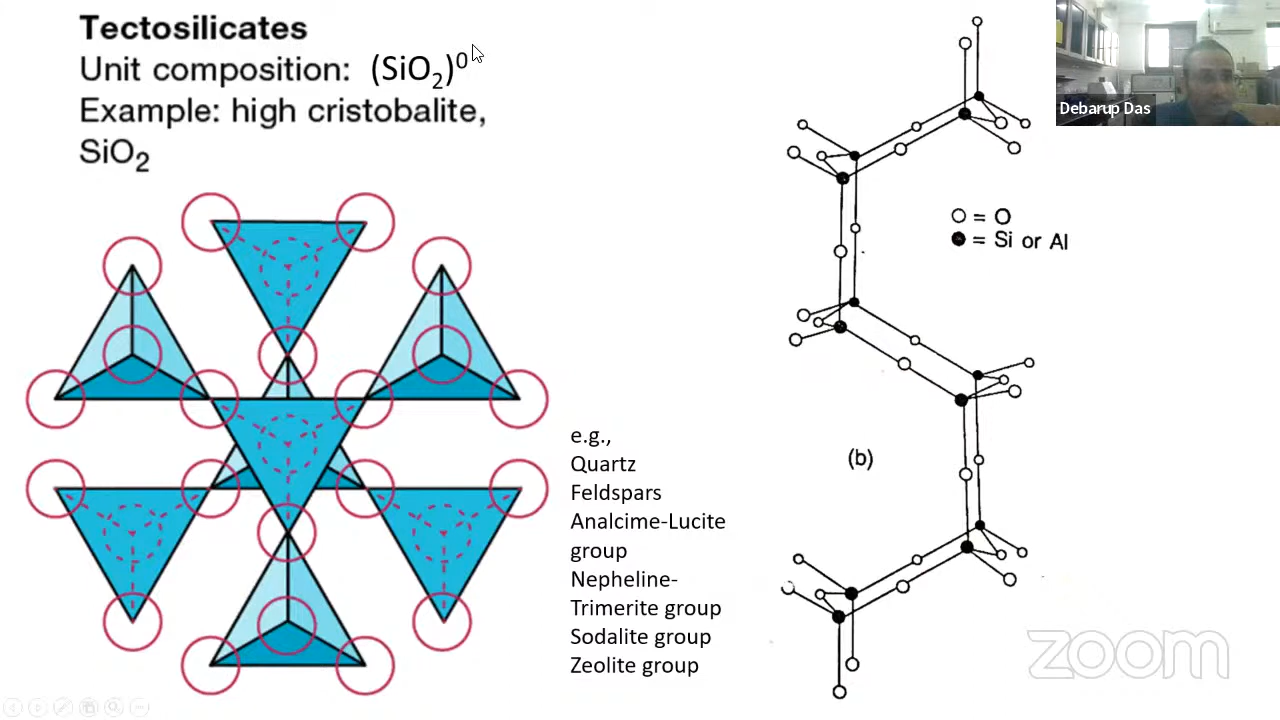 Tectosilicates
Unit composition: (SiO₂)⁰
Example: high cristobalite,
SiO₂
Debarup Das
= O
= Si or Al
(b)
e.g.,
Quartz
Feldspars
Analcime-Lucite
group
Nepheline-
Trimerite group
Sodalite group
Zeolite group
zoom